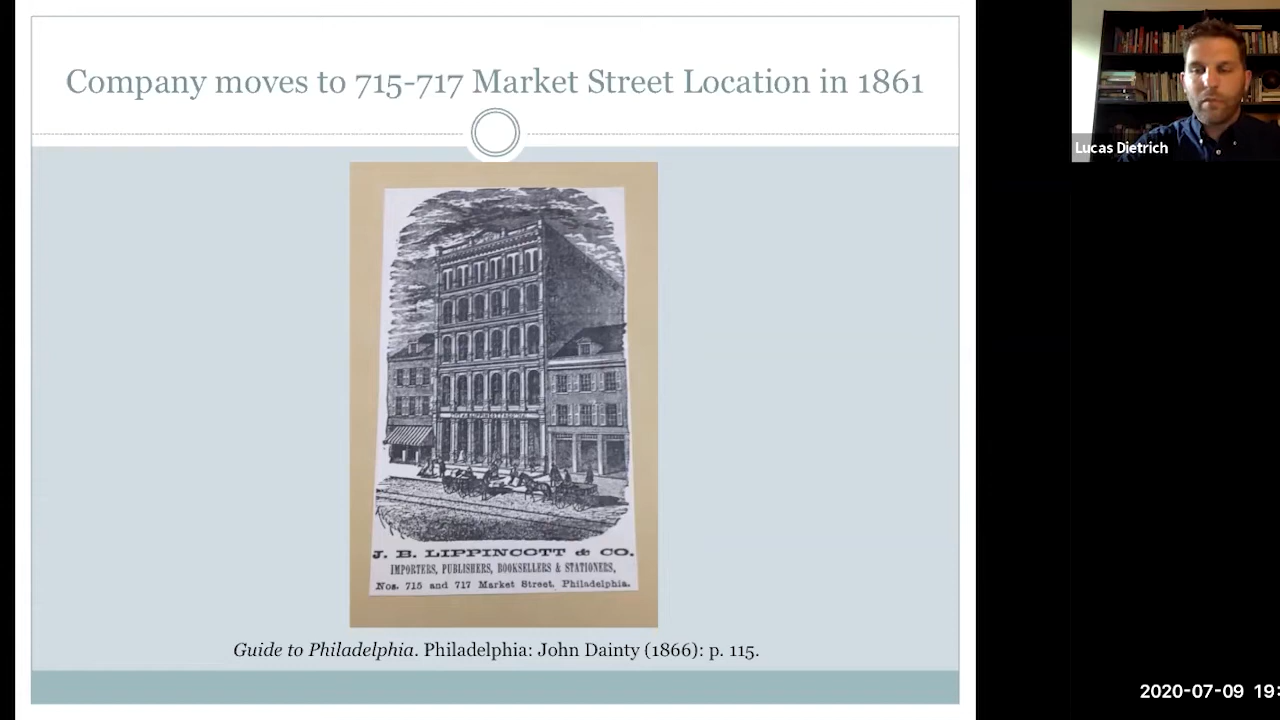 Company moves to 715-717 Market Street Location in 1861
J. B. LIPPINCOTT & CO.
IMPORTERS, PUBLISHERS, BOOKSELLERS & STATIONERS,
Nos. 715 and 717 Market Street, Philadelphia.
Guide to Philadelphia. Philadelphia: John Dainty (1866): p. 115.
Lucas Dietrich
2020-07-09 19: